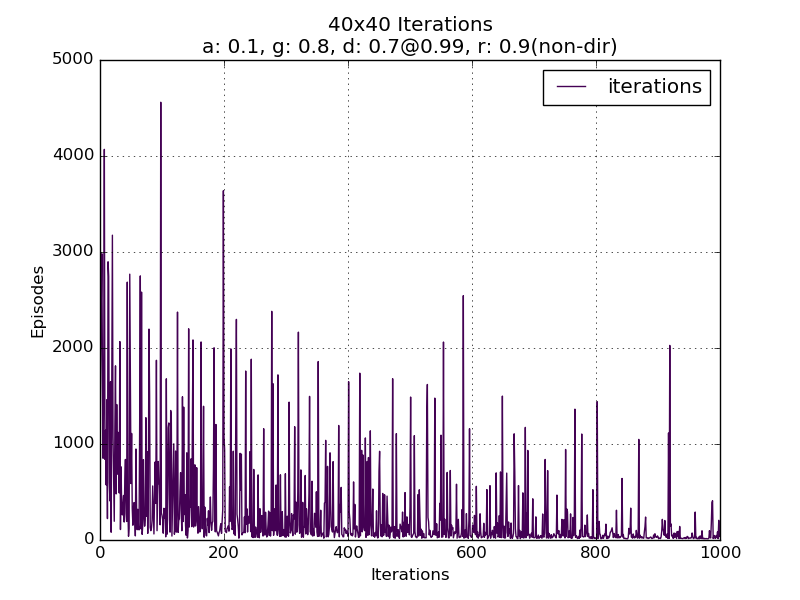 40x40 Iterations
a: 0.1, g: 0.8, d: 0.7@0.99, r: 0.9(non-dir)
iterations
5000
4000
3000
2000
1000
0
Episodes
0 200 400 600 800 1000
Iterations